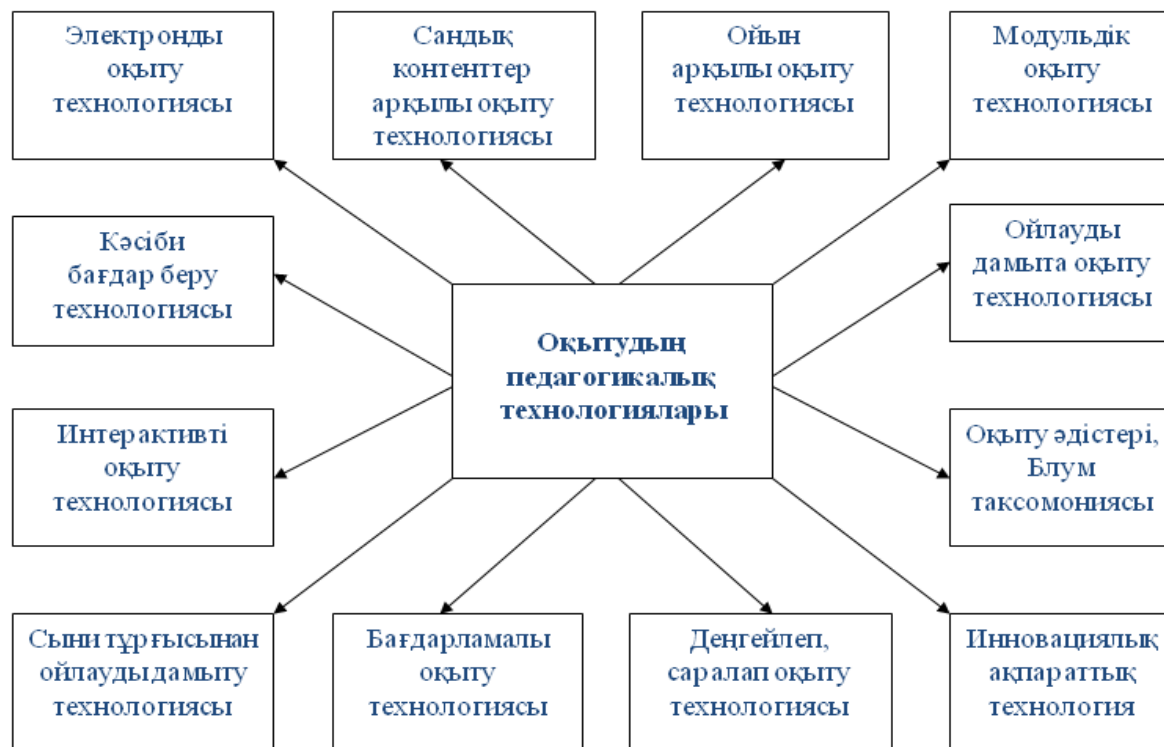 Электронды
оқыту
технологиясы
Сандық
контенттер
арқылы оқыту
технологиясы
Ойын
арқылы оқыту
технологиясы
Модульдік
оқыту
технологиясы
Кәсіби
бағдар беру
технологиясы
Ойлауды
дамыта оқыту
технологиясы
Оқытудың
педагогикалық
технологиялары
Интерактивті
оқыту
технологиясы
Оқыту әдістері,
Блум
таксомониясы
Сыни тұрғысынан
ойлауды дамыту
технологиясы
Бағдарламалы
оқыту
технологиясы
Деңгейлеп,
саралап оқыту
технологиясы
Инновациялық
ақпараттық
технология